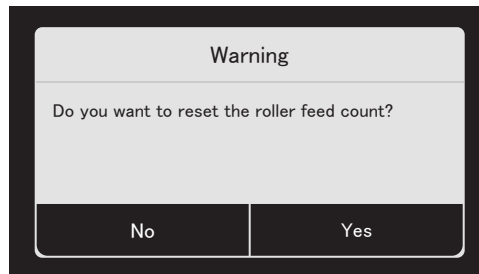 Warning
Do you want to reset the roller feed count?
No
Yes